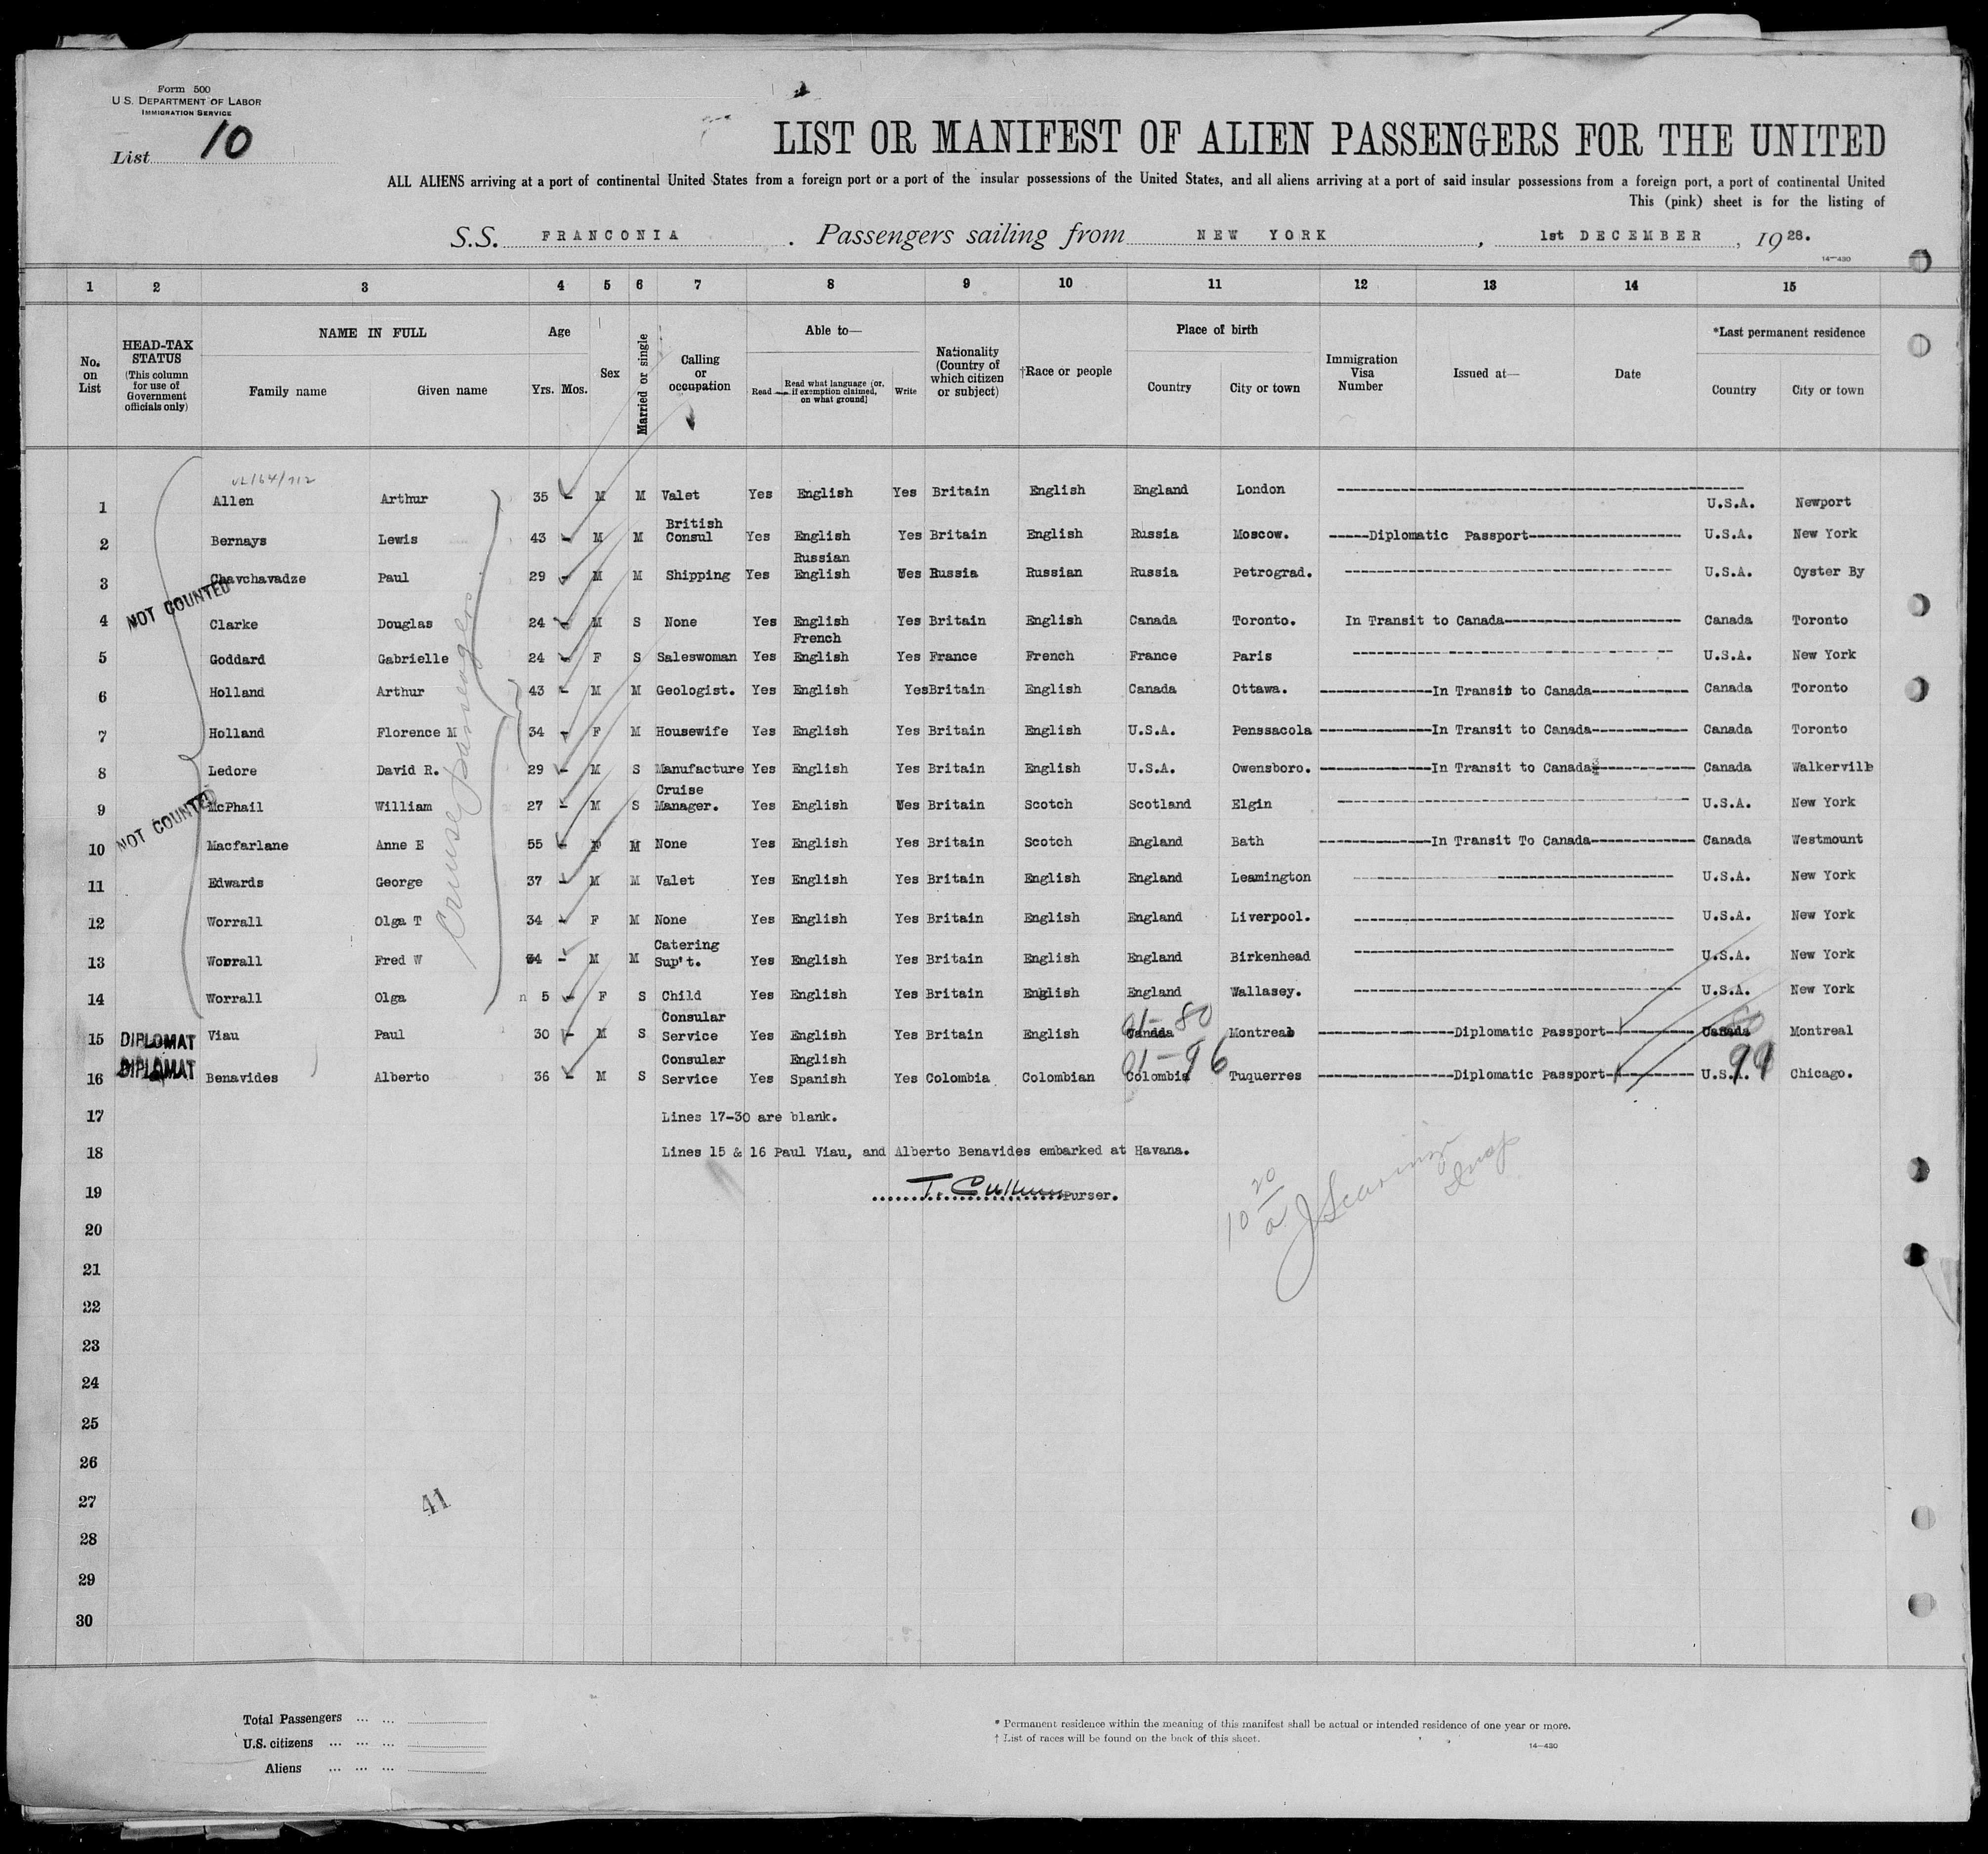 Form 500
U. S. DEPARTMENT OF LABOR
IMMIGRATION SERVICE
List 10
LIST OR MANIFEST OF ALIEN PASSENGERS FOR THE UNITED
ALL ALIENS arriving at a port of continental United States from a foreign port or a port of the insular possessions of the United States, and all aliens arriving at a port of said insular possessions from a foreign port, a port of continental United
This (pink) sheet is for the listing of
S.S. FRANCONIA . Passengers sailing from NEW YORK , 1st DECEMBER , 1928.
14-430
1 2 3 4 5 6 7 8 9 10 11 12 13 14 15
No. on List
HEAD-TAX STATUS (This column for use of Government officials only)
NAME IN FULL
Family name Given name
Age
Yrs. Mos.
Sex
Married or single
Calling or occupation
Able to—
Read Read what language [or, if exemption claimed, on what ground] Write
Nationality (Country of which citizen or subject)
†Race or people
Place of birth
Country City or town
Immigration Visa Number
Issued at—
Date
*Last permanent residence
Country City or town
1 Allen Arthur 35 - M M Valet Yes English Yes Britain English England London U.S.A. Newport
2 Bernays Lewis 43 - M M British Consul Yes English Yes Britain English Russia Moscow. -----Diplomatic Passport----- U.S.A. New York
3 Chavchavadze Paul 29 - M M Shipping Yes Russian English Yes Russia Russian Russia Petrograd. U.S.A. Oyster By
NOT COUNTED
4 Clarke Douglas 24 - M S None Yes English Yes Britain English Canada Toronto. In Transit to Canada----- Canada Toronto
5 Goddard Gabrielle 24 - F S Saleswoman Yes French English Yes France French France Paris U.S.A. New York
6 Holland Arthur 43 - M M Geologist. Yes English Yes Britain English Canada Ottawa. -----In Transit to Canada----- Canada Toronto
7 Holland Florence M 34 - F M Housewife Yes English Yes Britain English U.S.A. Penssacola -----In Transit to Canada----- Canada Toronto
8 Ledore David R. 29 - M S Manufacture Yes English Yes Britain English U.S.A. Owensboro. -----In Transit to Canada----- Canada Walkerville
9 McPhail William 27 - M S Cruise Manager. Yes English Yes Britain Scotch Scotland Elgin U.S.A. New York
NOT COUNTED
10 Macfarlane Anne E 55 - F M None Yes English Yes Britain Scotch England Bath -----In Transit To Canada----- Canada Westmount
11 Edwards George 37 - M M Valet Yes English Yes Britain English England Leamington U.S.A. New York
12 Worrall Olga T 34 - F M None Yes English Yes Britain English England Liverpool. U.S.A. New York
13 Worrall Fred W 34 - M M Catering Sup't. Yes English Yes Britain English England Birkenhead U.S.A. New York
14 Worrall Olga n 5 - F S Child Yes English Yes Britain English England Wallasey. U.S.A. New York
Cruise passengers
15 DIPLOMAT Viau Paul 30 - M S Consular Service Yes English Yes Britain English Canada Montreal -----Diplomatic Passport----- Canada Montreal
16 DIPLOMAT Benavides Alberto 36 - M S Consular Service Yes English Spanish Yes Colombia Colombian Colombia Tuquerres -----Diplomatic Passport----- U.S.A. Chicago.
17 Lines 17-30 are blank.
18 Lines 15 & 16 Paul Viau, and Alberto Benavides embarked at Havana.
19 Purser.
20
21
22
23
24
25
26
27
41
28
29
30
Total Passengers ... ...
U.S. citizens ... ... ...
Aliens ... ... ...
* Permanent residence within the meaning of this manifest shall be actual or intended residence of one year or more.
† List of races will be found on the back of this sheet.
14-430